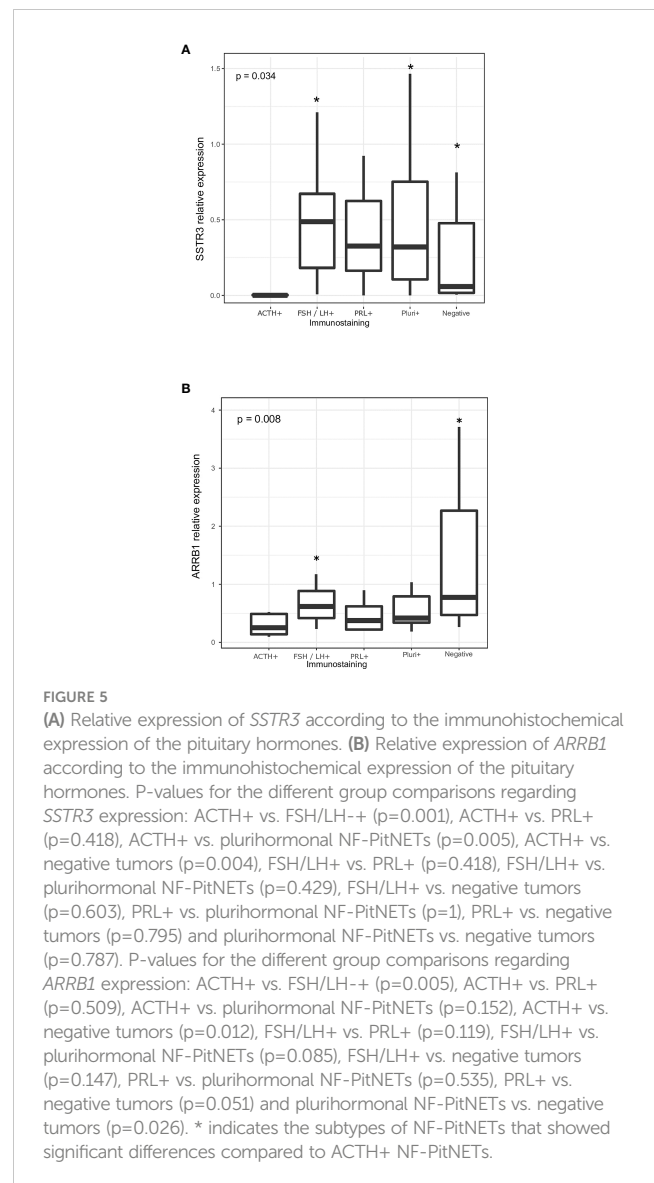 A
p = 0.034
*
*
*
1.5
1.0
0.5
0.0
SSTR3 relative expression
ACTH+ FSH / LH+ PRL+ Pluri+ Negative
Immunostaining
B
p = 0.008
*
*
4
3
2
1
0
ARRB1 relative expression
ACTH+ FSH / LH+ PRL+ Pluri+ Negative
Immunostaining
FIGURE 5
(A) Relative expression of SSTR3 according to the immunohistochemical
expression of the pituitary hormones. (B) Relative expression of ARRB1
according to the immunohistochemical expression of the pituitary
hormones. P-values for the different group comparisons regarding
SSTR3 expression: ACTH+ vs. FSH/LH-+ (p=0.001), ACTH+ vs. PRL+
(p=0.418), ACTH+ vs. plurihormonal NF-PitNETs (p=0.005), ACTH+ vs.
negative tumors (p=0.004), FSH/LH+ vs. PRL+ (p=0.418), FSH/LH+ vs.
plurihormonal NF-PitNETs (p=0.429), FSH/LH+ vs. negative tumors
(p=0.603), PRL+ vs. plurihormonal NF-PitNETs (p=1), PRL+ vs. negative
tumors (p=0.795) and plurihormonal NF-PitNETs vs. negative tumors
(p=0.787). P-values for the different group comparisons regarding
ARRB1 expression: ACTH+ vs. FSH/LH-+ (p=0.005), ACTH+ vs. PRL+
(p=0.509), ACTH+ vs. plurihormonal NF-PitNETs (p=0.152), ACTH+ vs.
negative tumors (p=0.012), FSH/LH+ vs. PRL+ (p=0.119), FSH/LH+ vs.
plurihormonal NF-PitNETs (p=0.085), FSH/LH+ vs. negative tumors
(p=0.147), PRL+ vs. plurihormonal NF-PitNETs (p=0.535), PRL+ vs.
negative tumors (p=0.051) and plurihormonal NF-PitNETs vs. negative
tumors (p=0.026). * indicates the subtypes of NF-PitNETs that showed
significant differences compared to ACTH+ NF-PitNETs.